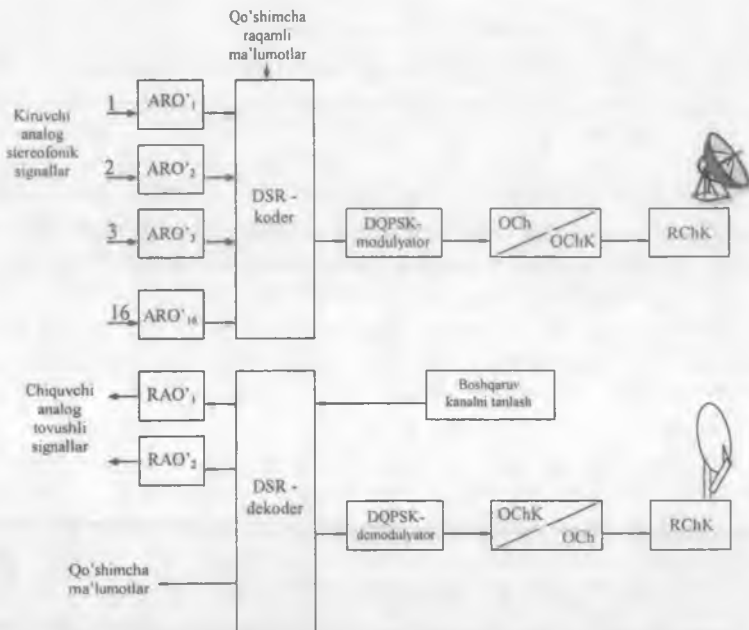 Qo'shimcha
raqamli
ma'lumotlar
Kiruvchi
analog
stereofonik
signallar
1
ARO'₁
2
ARO'₂
3
ARO'₃
16
ARO'₁₆
DSR -
koder
DQPSK-
modulyator
OCh
OChK
RChK
Chiquvchi
analog
tovushli
signallar
RAO'₁
RAO'₂
DSR -
dekoder
Boshqaruv
kanalni tanlash
DQPSK-
demodulyator
OChK
OCh
RChK
Qo'shimcha
ma'lumotlar